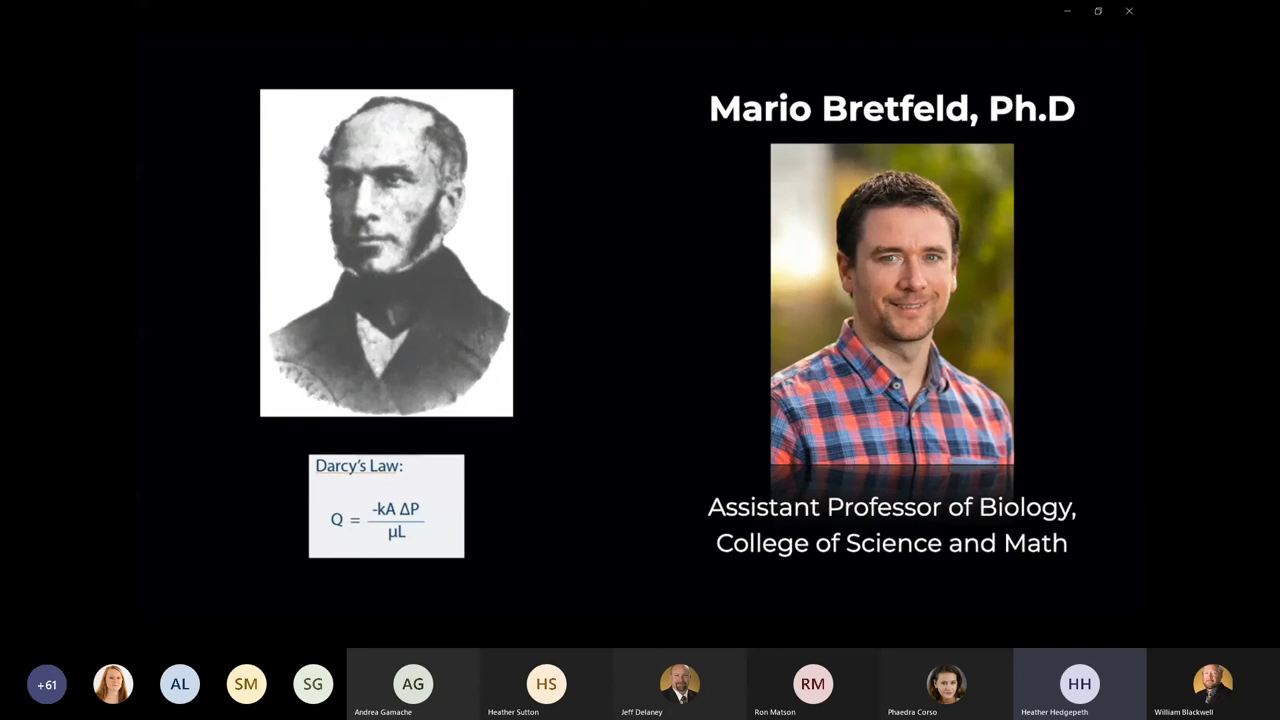 Mario Bretfeld, Ph.D
Darcy's Law:
Q = -kA ΔP
μL
Assistant Professor of Biology,
College of Science and Math
+61
AL
SM
SG
AG
HS
RM
HH
Andrea Gamache
Heather Sutton
Jeff Delaney
Ron Matson
Phaedra Corso
Heather Hedgepeth
William Blackwell